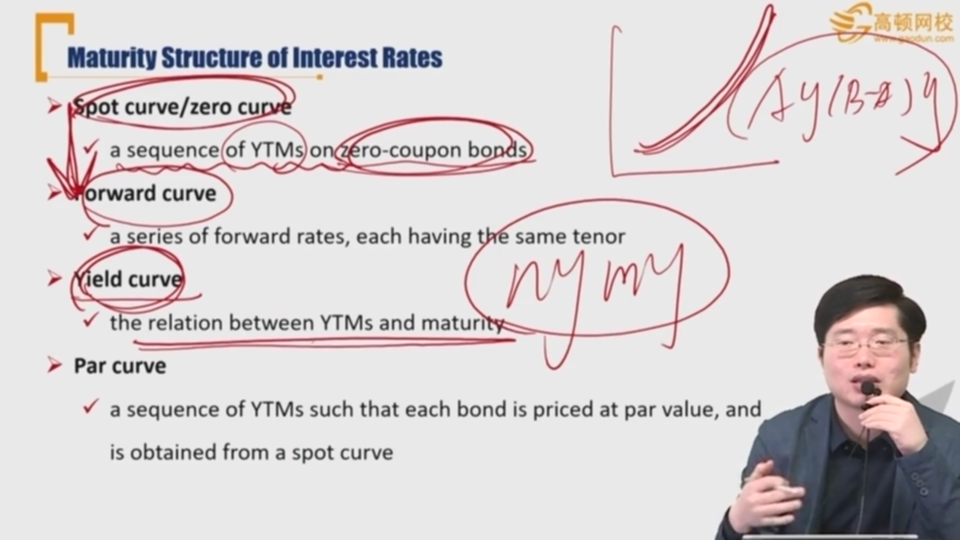 Maturity Structure of Interest Rates
高顿网校
www.gaodun.com
Spot curve/zero curve
Ay(B-A)y
a sequence of YTMs on zero-coupon bonds
Forward curve
a series of forward rates, each having the same tenor
ny my
Yield curve
the relation between YTMs and maturity
Par curve
a sequence of YTMs such that each bond is priced at par value, and
is obtained from a spot curve